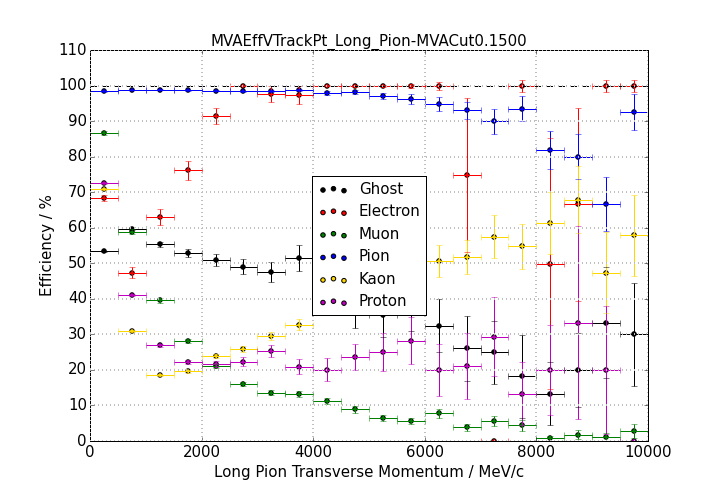 MVAEffVTrackPt_Long_Pion-MVACut0.1500
110
100
90
80
70
60
50
40
30
20
10
0
Efficiency / %
Ghost
Electron
Muon
Pion
Kaon
Proton
0 2000 4000 6000 8000 10000
Long Pion Transverse Momentum / MeV/c